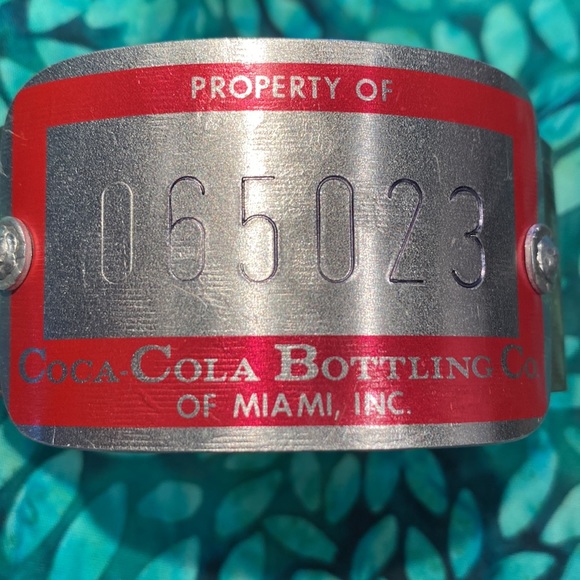 PROPERTY OF
065023
COCA-COLA BOTTLING CO.
OF MIAMI, INC.